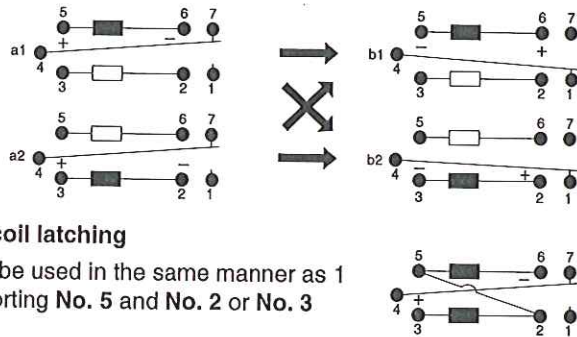 5 6 7
+ −
a1
4
3 2 1
5 6 7
a2
4 + −
3 2 1
5 6 7
− +
b1
4
3 2 1
5 6 7
b2
4 − +
3 2 1
coil latching
be used in the same manner as 1
orting No. 5 and No. 2 or No. 3
5 6 7
−
4 +
3 2 1